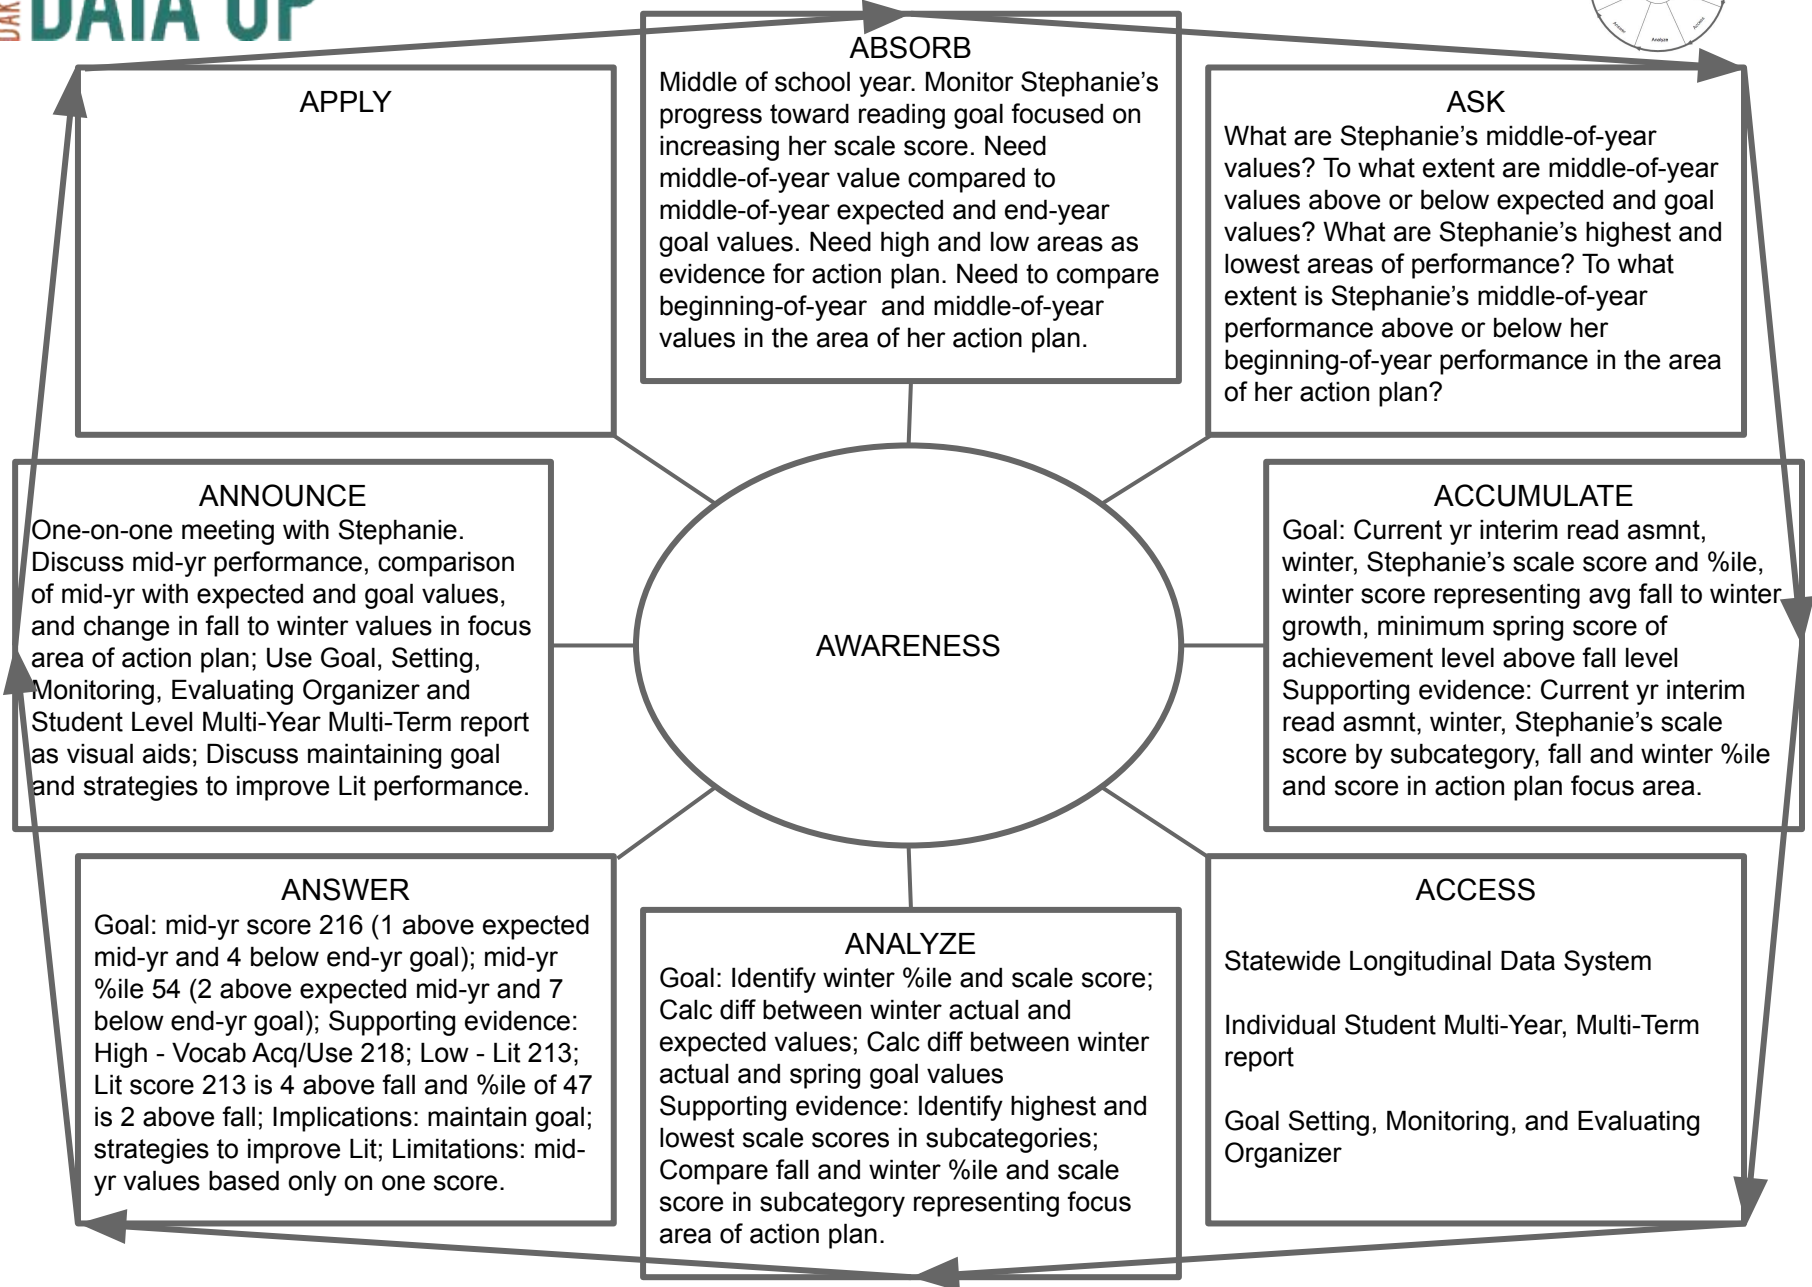 DAK
DATA UP
Answer
Analyze
Access
ABSORB
Middle of school year. Monitor Stephanie’s
progress toward reading goal focused on
increasing her scale score. Need
middle-of-year value compared to
middle-of-year expected and end-year
goal values. Need high and low areas as
evidence for action plan. Need to compare
beginning-of-year and middle-of-year
values in the area of her action plan.
ASK
What are Stephanie’s middle-of-year
values? To what extent are middle-of-year
values above or below expected and goal
values? What are Stephanie’s highest and
lowest areas of performance? To what
extent is Stephanie’s middle-of-year
performance above or below her
beginning-of-year performance in the area
of her action plan?
ACCUMULATE
Goal: Current yr interim read asmnt,
winter, Stephanie’s scale score and %ile,
winter score representing avg fall to winter
growth, minimum spring score of
achievement level above fall level
Supporting evidence: Current yr interim
read asmnt, winter, Stephanie’s scale
score by subcategory, fall and winter %ile
and score in action plan focus area.
ACCESS
Statewide Longitudinal Data System
Individual Student Multi-Year, Multi-Term
report
Goal Setting, Monitoring, and Evaluating
Organizer
ANALYZE
Goal: Identify winter %ile and scale score;
Calc diff between winter actual and
expected values; Calc diff between winter
actual and spring goal values
Supporting evidence: Identify highest and
lowest scale scores in subcategories;
Compare fall and winter %ile and scale
score in subcategory representing focus
area of action plan.
ANSWER
Goal: mid-yr score 216 (1 above expected
mid-yr and 4 below end-yr goal); mid-yr
%ile 54 (2 above expected mid-yr and 7
below end-yr goal); Supporting evidence:
High - Vocab Acq/Use 218; Low - Lit 213;
Lit score 213 is 4 above fall and %ile of 47
is 2 above fall; Implications: maintain goal;
strategies to improve Lit; Limitations: mid-
yr values based only on one score.
ANNOUNCE
One-on-one meeting with Stephanie.
Discuss mid-yr performance, comparison
of mid-yr with expected and goal values,
and change in fall to winter values in focus
area of action plan; Use Goal, Setting,
Monitoring, Evaluating Organizer and
Student Level Multi-Year Multi-Term report
as visual aids; Discuss maintaining goal
and strategies to improve Lit performance.
APPLY
AWARENESS